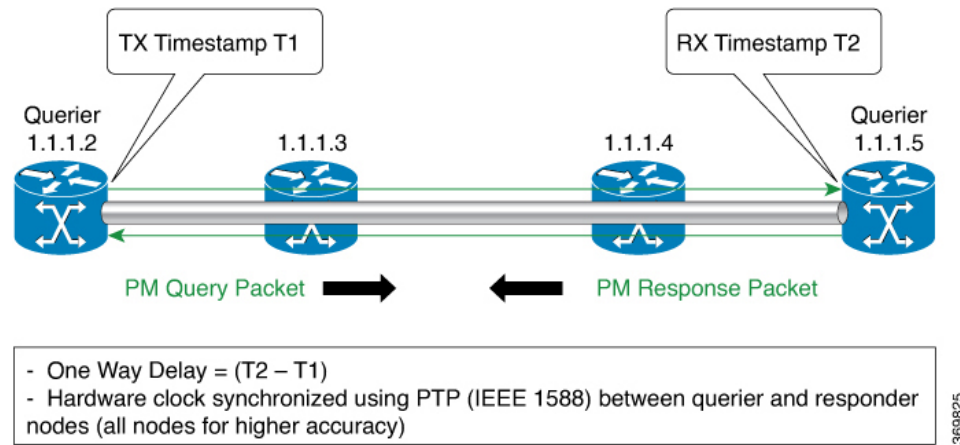 TX Timestamp T1
RX Timestamp T2
Querier
1.1.1.2
1.1.1.3
1.1.1.4
Querier
1.1.1.5
PM Query Packet
PM Response Packet
- One Way Delay = (T2 – T1)
- Hardware clock synchronized using PTP (IEEE 1588) between querier and responder
nodes (all nodes for higher accuracy)
369825